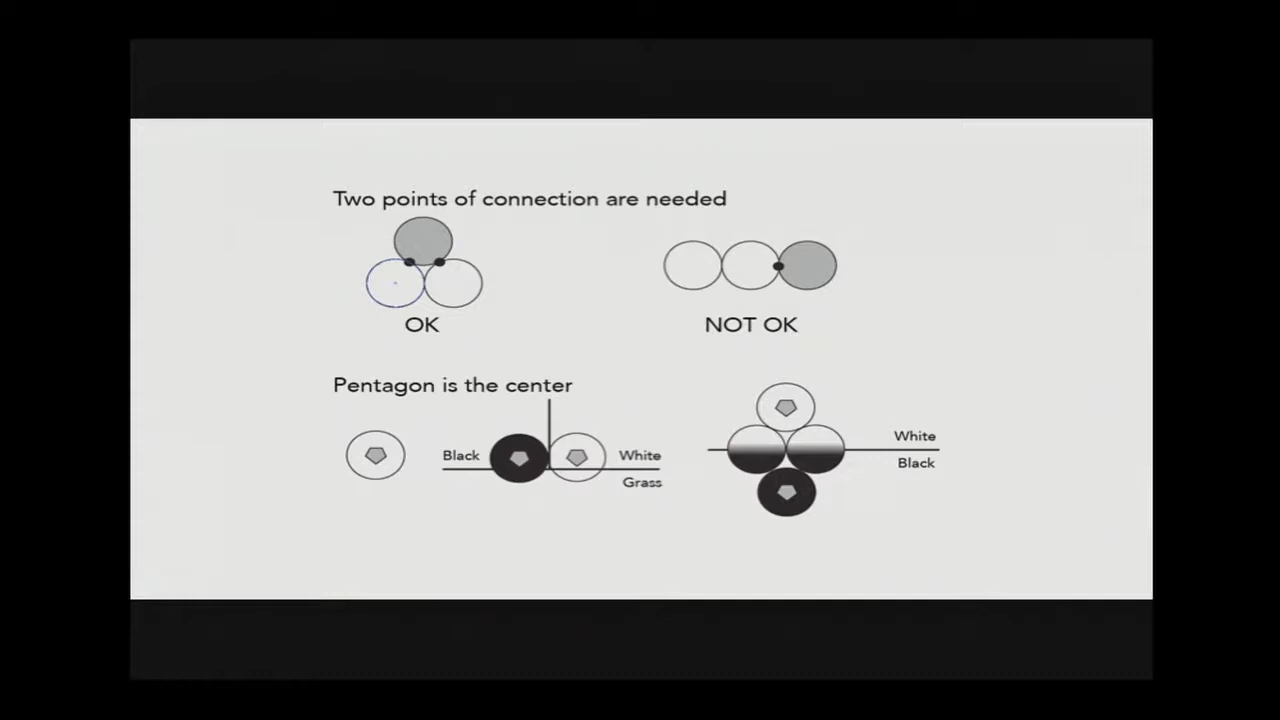 Two points of connection are needed
OK
NOT OK
Pentagon is the center
Black
White
Grass
White
Black